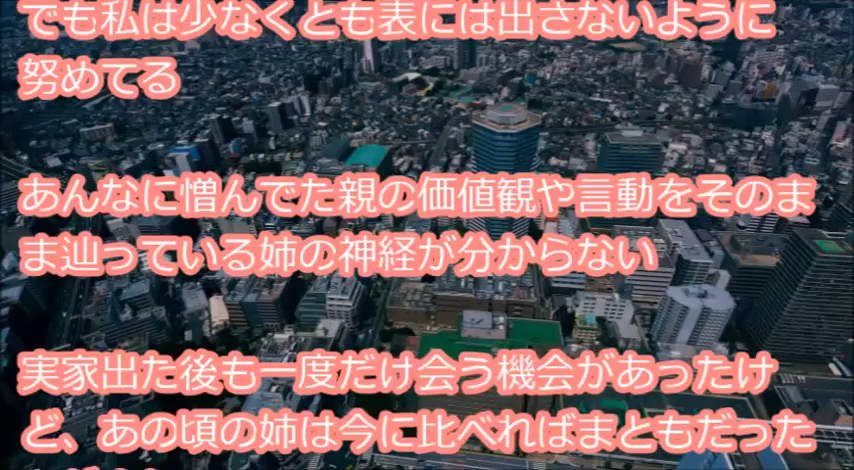 でも私は少なくとも表には出さないように
努めてる
あんなに憎んでた親の価値観や言動をそのま
ま辿っている姉の神経が分からない
実家出た後も一度だけ会う機会があったけ
ど、あの頃の姉は今に比べればまともだった